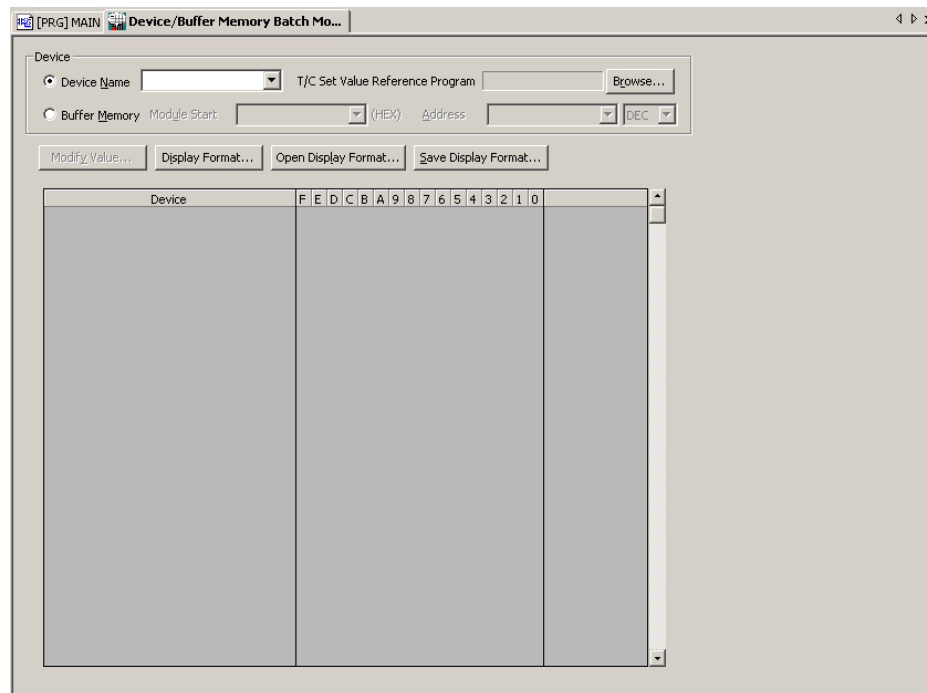 [PRG] MAIN Device/Buffer Memory Batch Mo...
Device
Device Name T/C Set Value Reference Program Browse...
Buffer Memory Module Start (HEX) Address DEC
Modify Value... Display Format... Open Display Format... Save Display Format...
Device F E D C B A 9 8 7 6 5 4 3 2 1 0